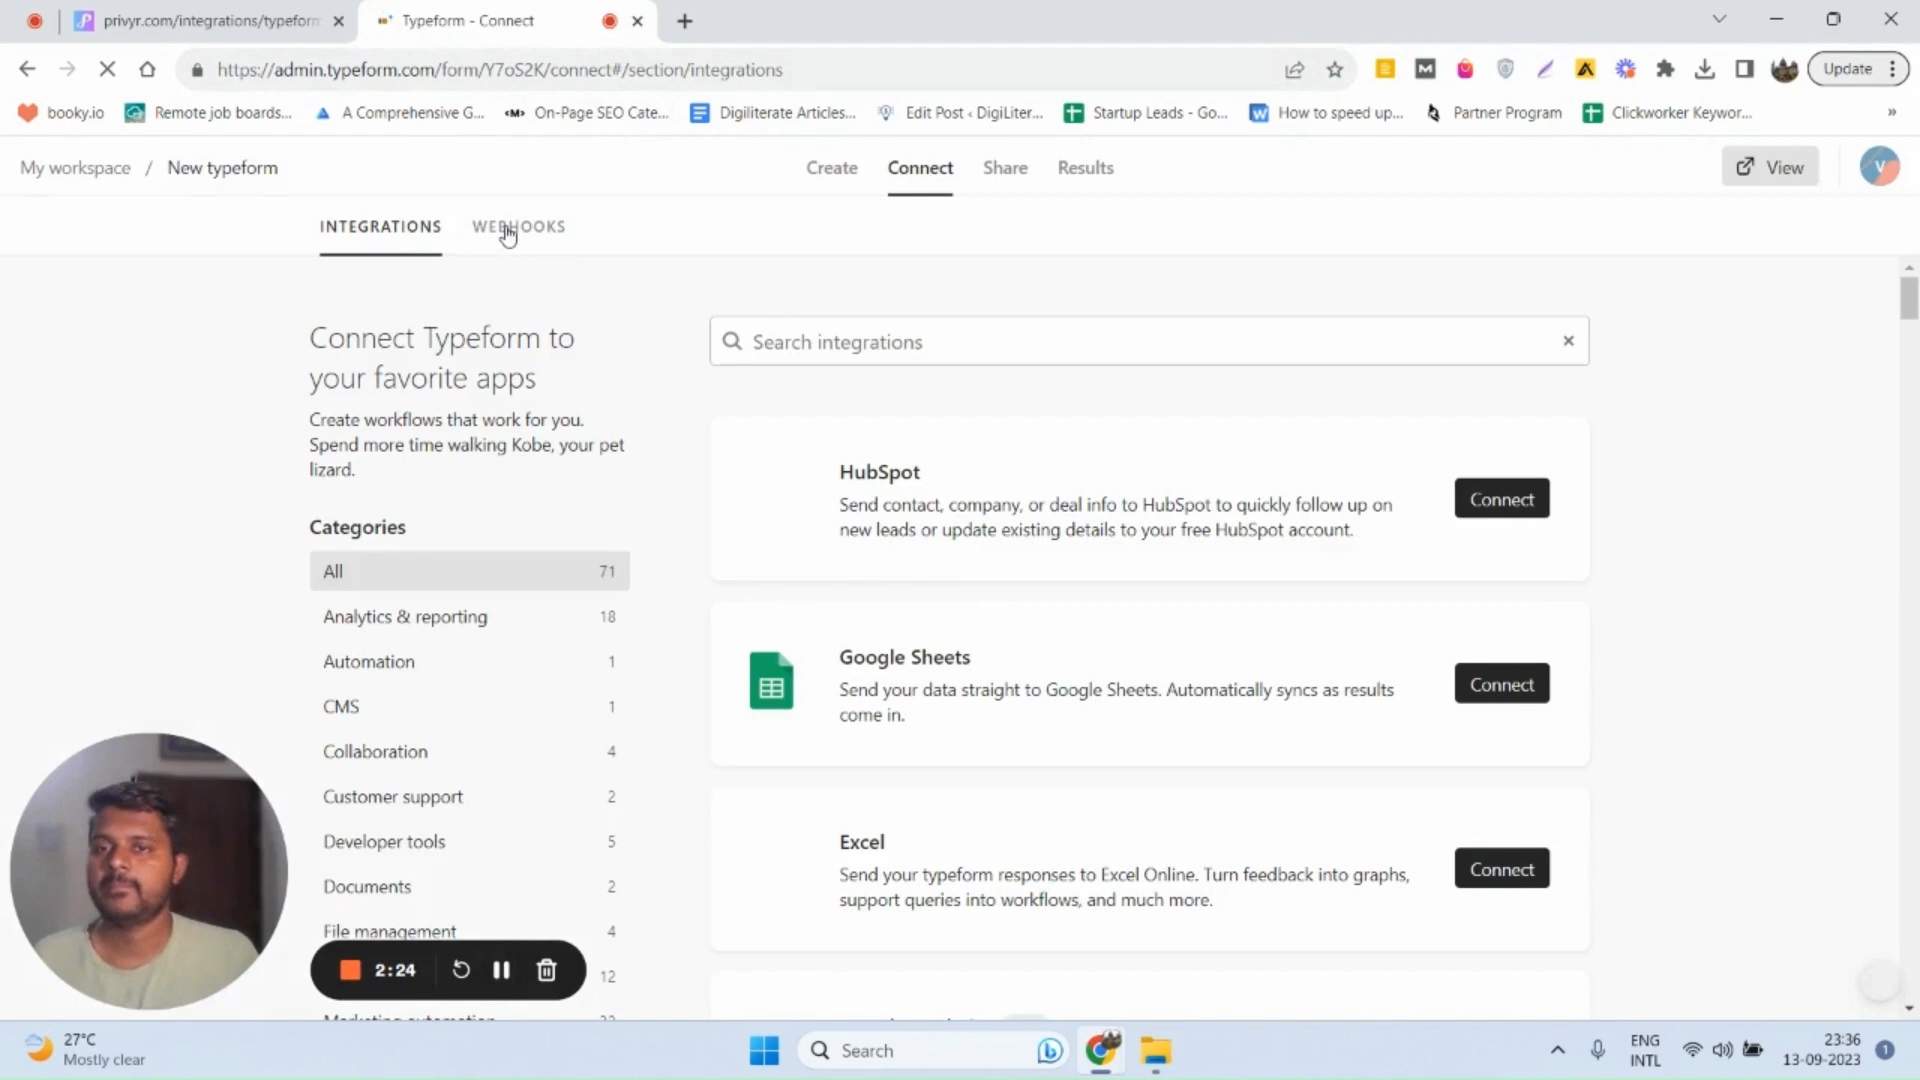 privyr.com/integrations/typeform
Typeform - Connect
https://admin.typeform.com/form/Y7oS2K/connect#/section/integrations
Update
booky.io
Remote job boards...
A Comprehensive G...
<M>
On-Page SEO Cate...
Digiliterate Articles...
Edit Post ‹ DigiLiter...
Startup Leads - Go...
How to speed up...
Partner Program
Clickworker Keywor...
»
My workspace / New typeform
Create
Connect
Share
Results
View
V
INTEGRATIONS
WEBHOOKS
Connect Typeform to
your favorite apps
Create workflows that work for you.
Spend more time walking Kobe, your pet
lizard.
Categories
All 71
Analytics & reporting 18
Automation 1
CMS 1
Collaboration 4
Customer support 2
Developer tools 5
Documents 2
File management 4
12
Search integrations
HubSpot
Send contact, company, or deal info to HubSpot to quickly follow up on
new leads or update existing details to your free HubSpot account.
Connect
Google Sheets
Send your data straight to Google Sheets. Automatically syncs as results
come in.
Connect
Excel
Send your typeform responses to Excel Online. Turn feedback into graphs,
support queries into workflows, and much more.
Connect
2:24
27°C
Mostly clear
Search
ENG
INTL
23:36
13-09-2023
1